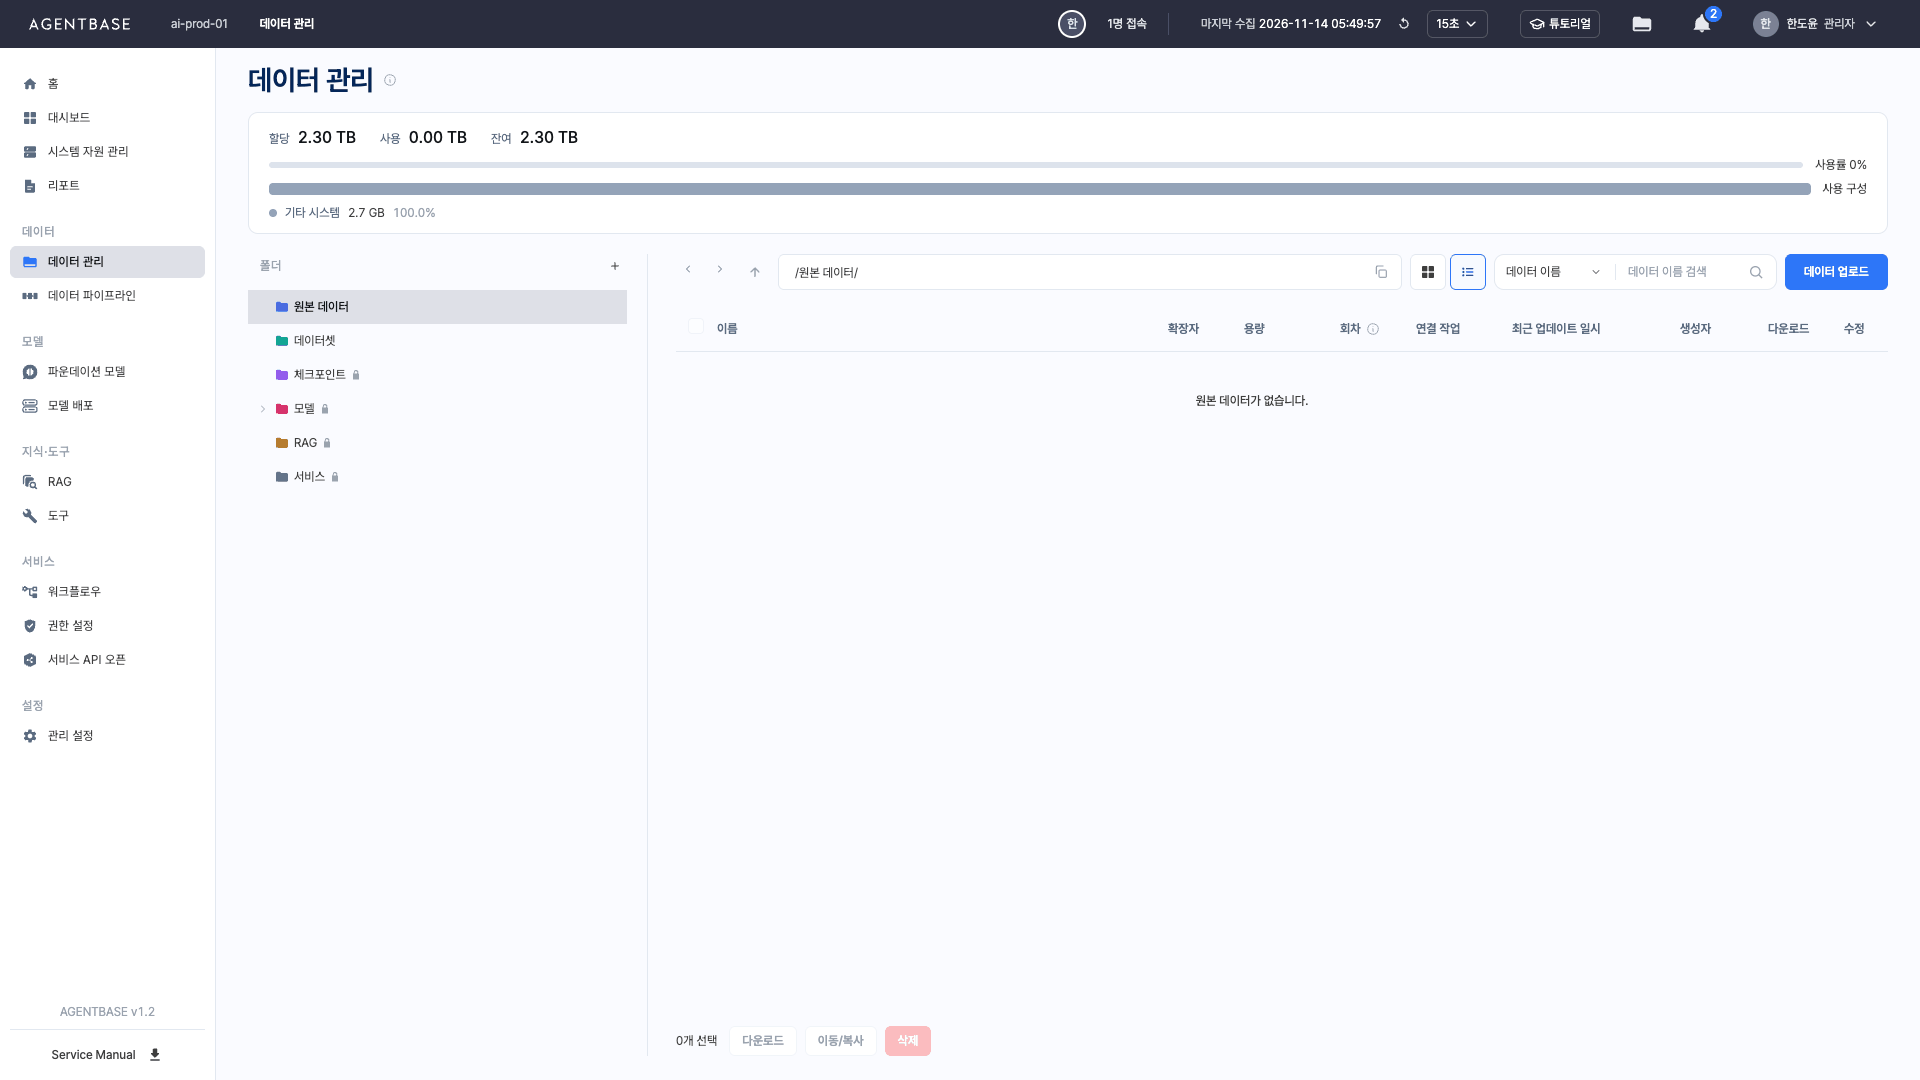 AGENTBASE ai-prod-01 데이터 관리 한 1명 접속 마지막 수집 2026-11-14 05:49:57 15초 튜토리얼 2 한 한도윤 관리자
홈
대시보드
시스템 자원 관리
리포트
데이터
데이터 관리
데이터 파이프라인
모델
파운데이션 모델
모델 배포
지식·도구
RAG
도구
서비스
워크플로우
권한 설정
서비스 API 오픈
설정
관리 설정
AGENTBASE v1.2
Service Manual
데이터 관리
할당 2.30 TB 사용 0.00 TB 잔여 2.30 TB
사용률 0%
사용 구성
기타 시스템 2.7 GB 100.0%
폴더 +
원본 데이터
데이터셋
체크포인트
모델
RAG
서비스
/원본 데이터/ 데이터 이름 데이터 이름 검색 데이터 업로드
이름 확장자 용량 회차 연결 작업 최근 업데이트 일시 생성자 다운로드 수정
원본 데이터가 없습니다.
0개 선택 다운로드 이동/복사 삭제